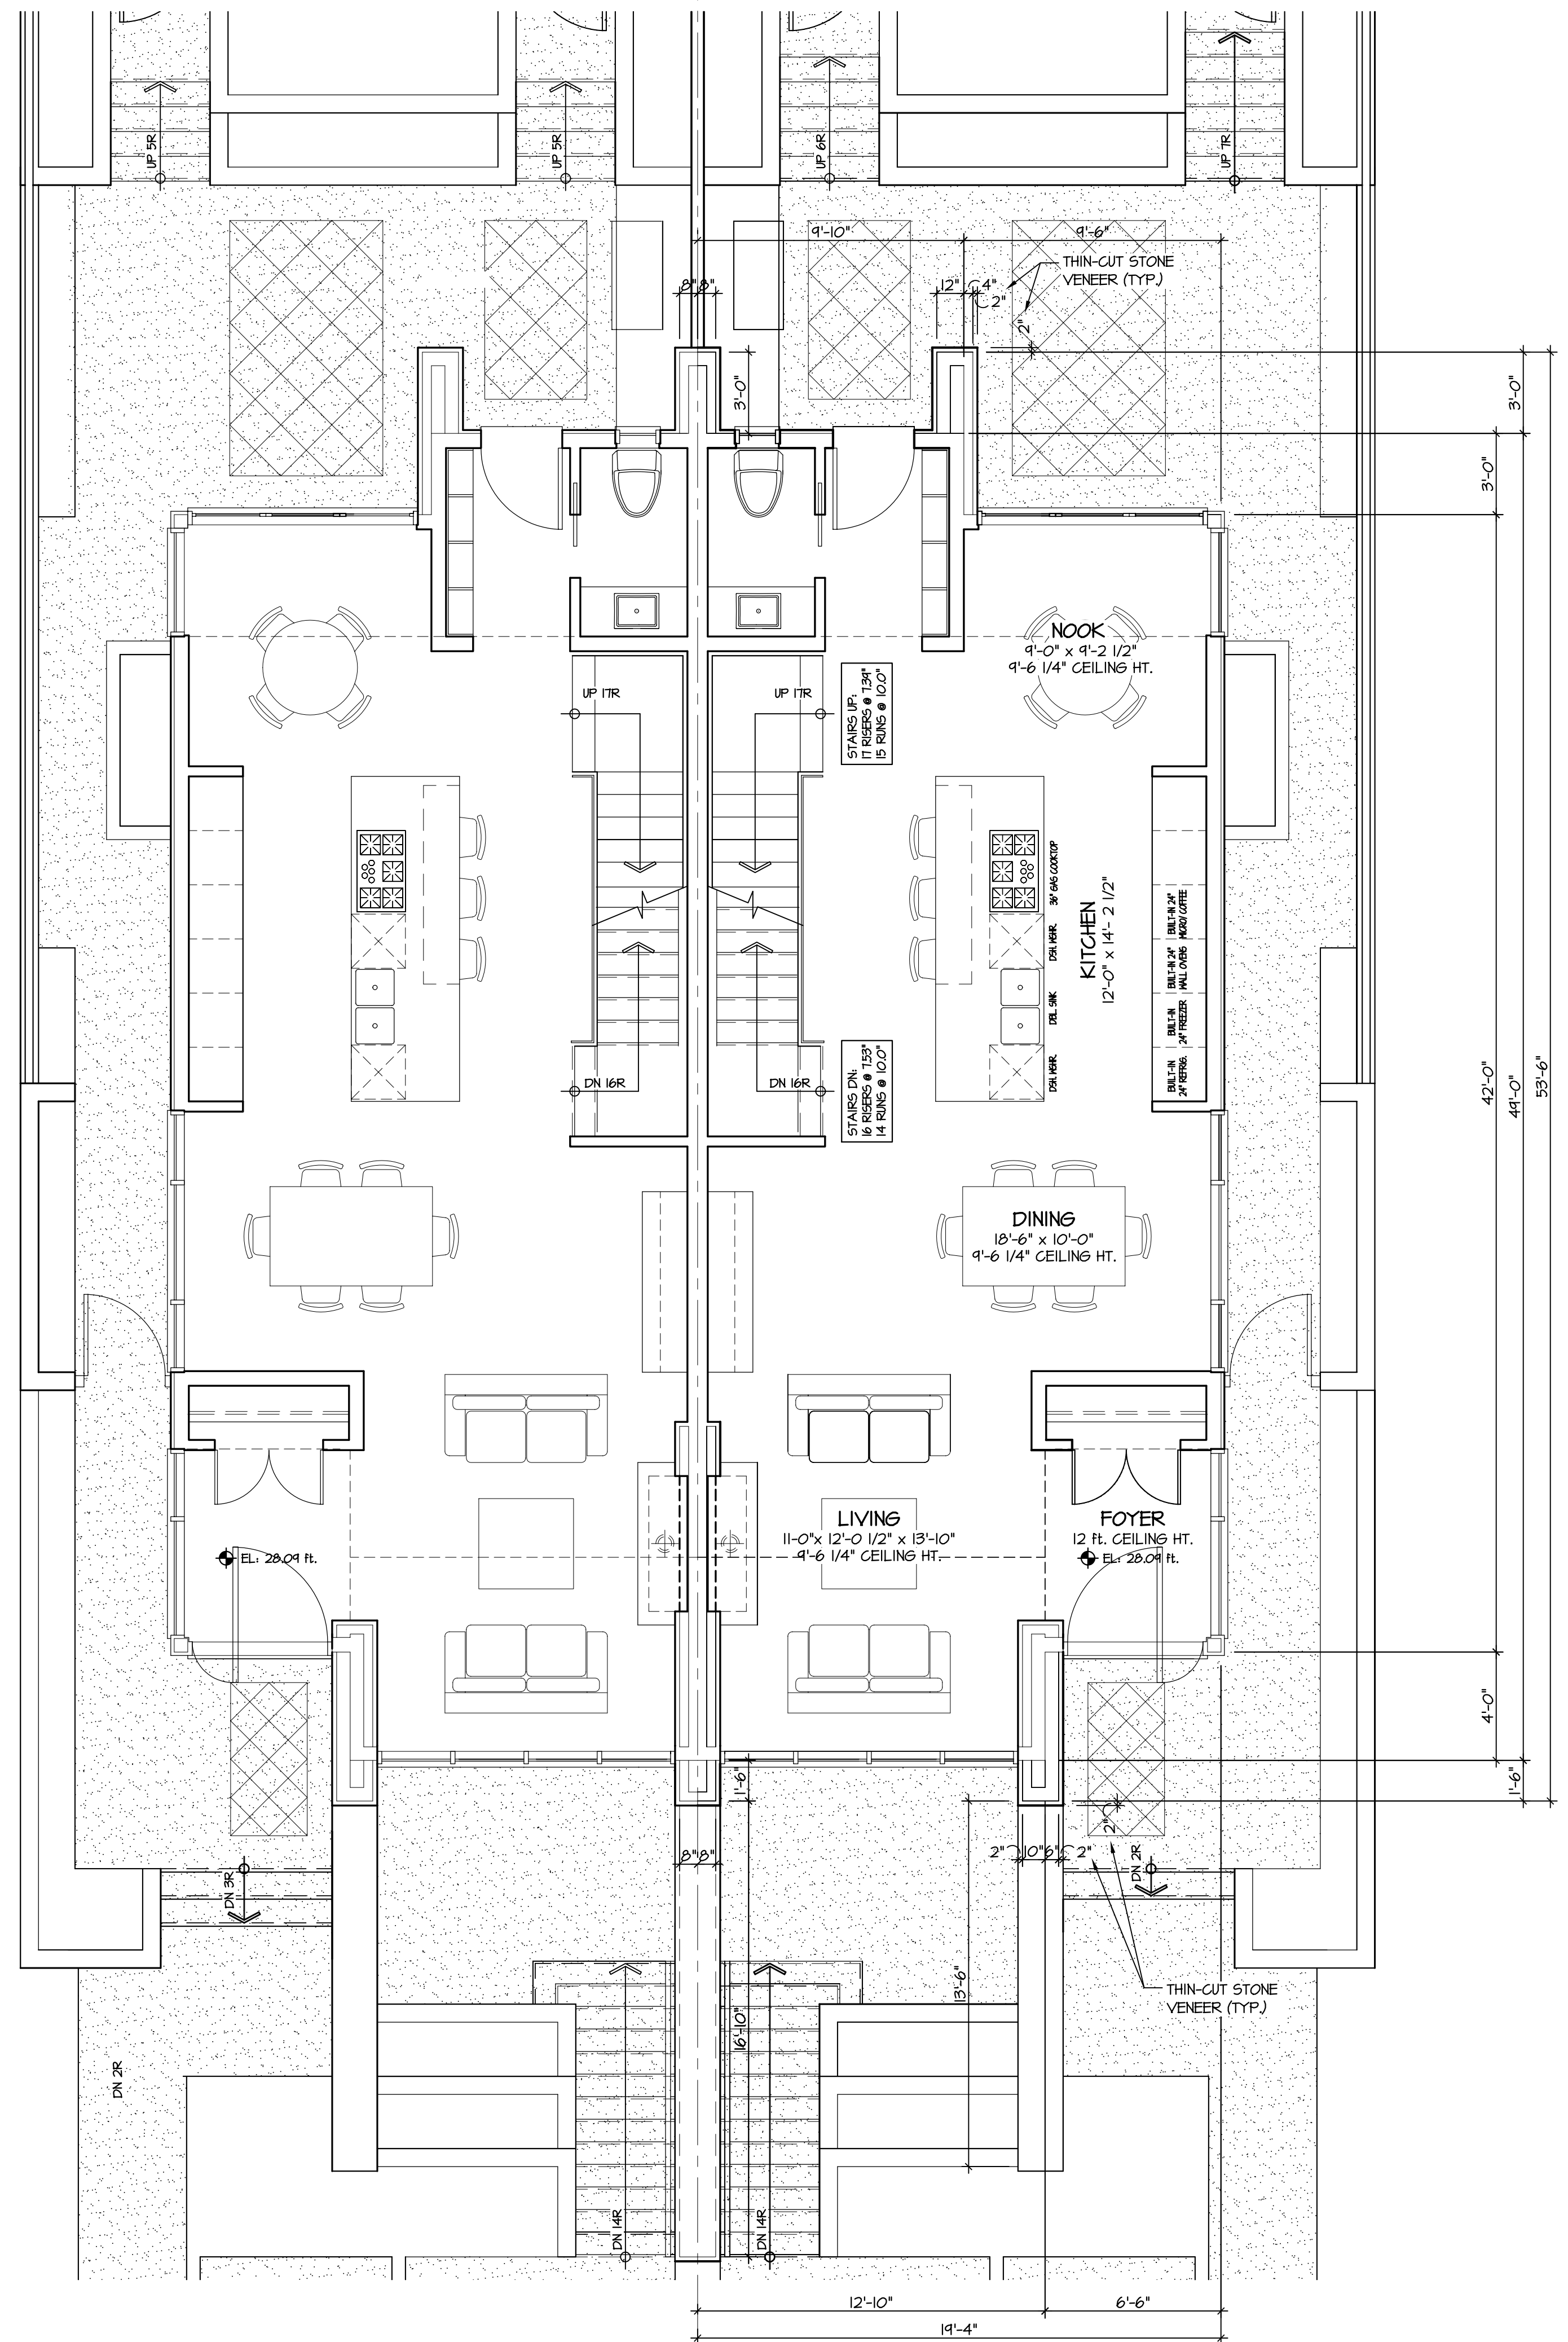 UP 5R
UP 5R
UP 6R
UP 7R
9'-10"
9'-6"
THIN-CUT STONE
VENEER (TYP.)
8" 8"
12"
4"
2"
2"
3'-0"
3'-0"
3'-0"
NOOK
9'-0" x 9'-2 1/2"
9'-6 1/4" CEILING HT.
UP 17R
UP 17R
STAIRS UP:
17 RISERS @ 7.39"
15 RUNS @ 10.0"
36" GAS COOKTOP
DSH. WSHR.
DBL. SINK
DSH. WSHR.
KITCHEN
12'-0" x 14'- 2 1/2"
BUILT-IN 24"
MICRO/COFFEE
BUILT-IN 24"
WALL OVENS
BUILT-IN
24" FREEZER
BUILT-IN
24" REFRIG.
DN 16R
DN 16R
STAIRS DN:
16 RISERS @ 7.53"
14 RUNS @ 10.0"
42'-0"
49'-0"
53'-6"
DINING
18'-6" x 10'-0"
9'-6 1/4" CEILING HT.
LIVING
11-0"x 12'-0 1/2" x 13'-10"
9'-6 1/4" CEILING HT.
FOYER
12 ft. CEILING HT.
EL: 28.09 ft.
EL: 28.09 ft.
4'-0"
1'-6"
1'-6"
2"
8" 8"
2"
10"
6"
2"
DN 3R
DN 2R
13'-6"
THIN-CUT STONE
VENEER (TYP.)
16'-10"
DN 2R
DN 14R
DN 14R
12'-10"
6'-6"
19'-4"